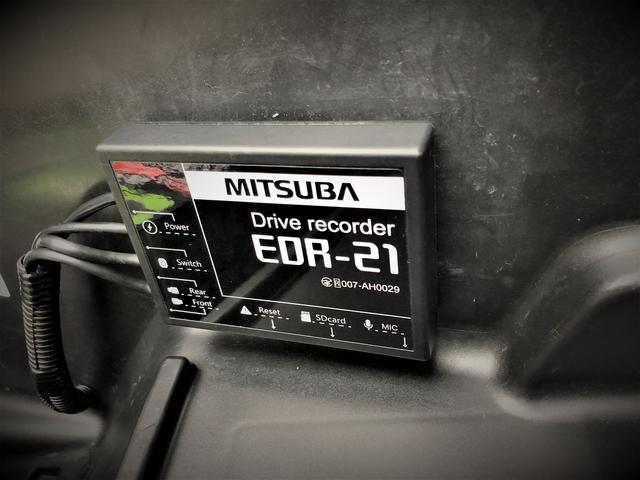 MITSUBA
Drive recorder
EDR-21
R 007-AH0029
Power
Switch
Rear
Front
Reset
SDcard
MIC